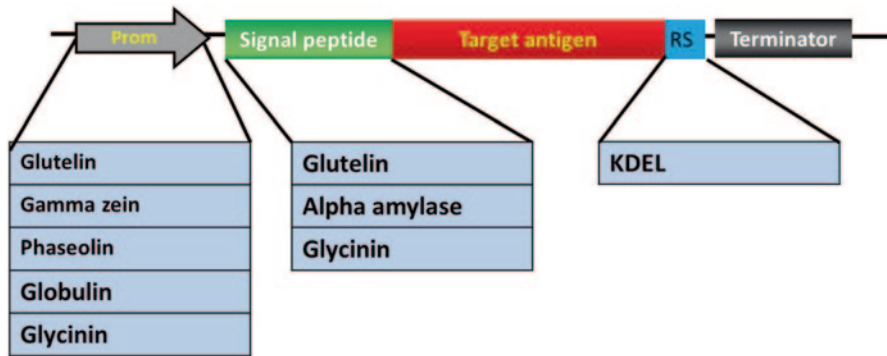 Prom
Signal peptide
Target antigen
RS
Terminator
Glutelin
Gamma zein
Phaseolin
Globulin
Glycinin
Glutelin
Alpha amylase
Glycinin
KDEL